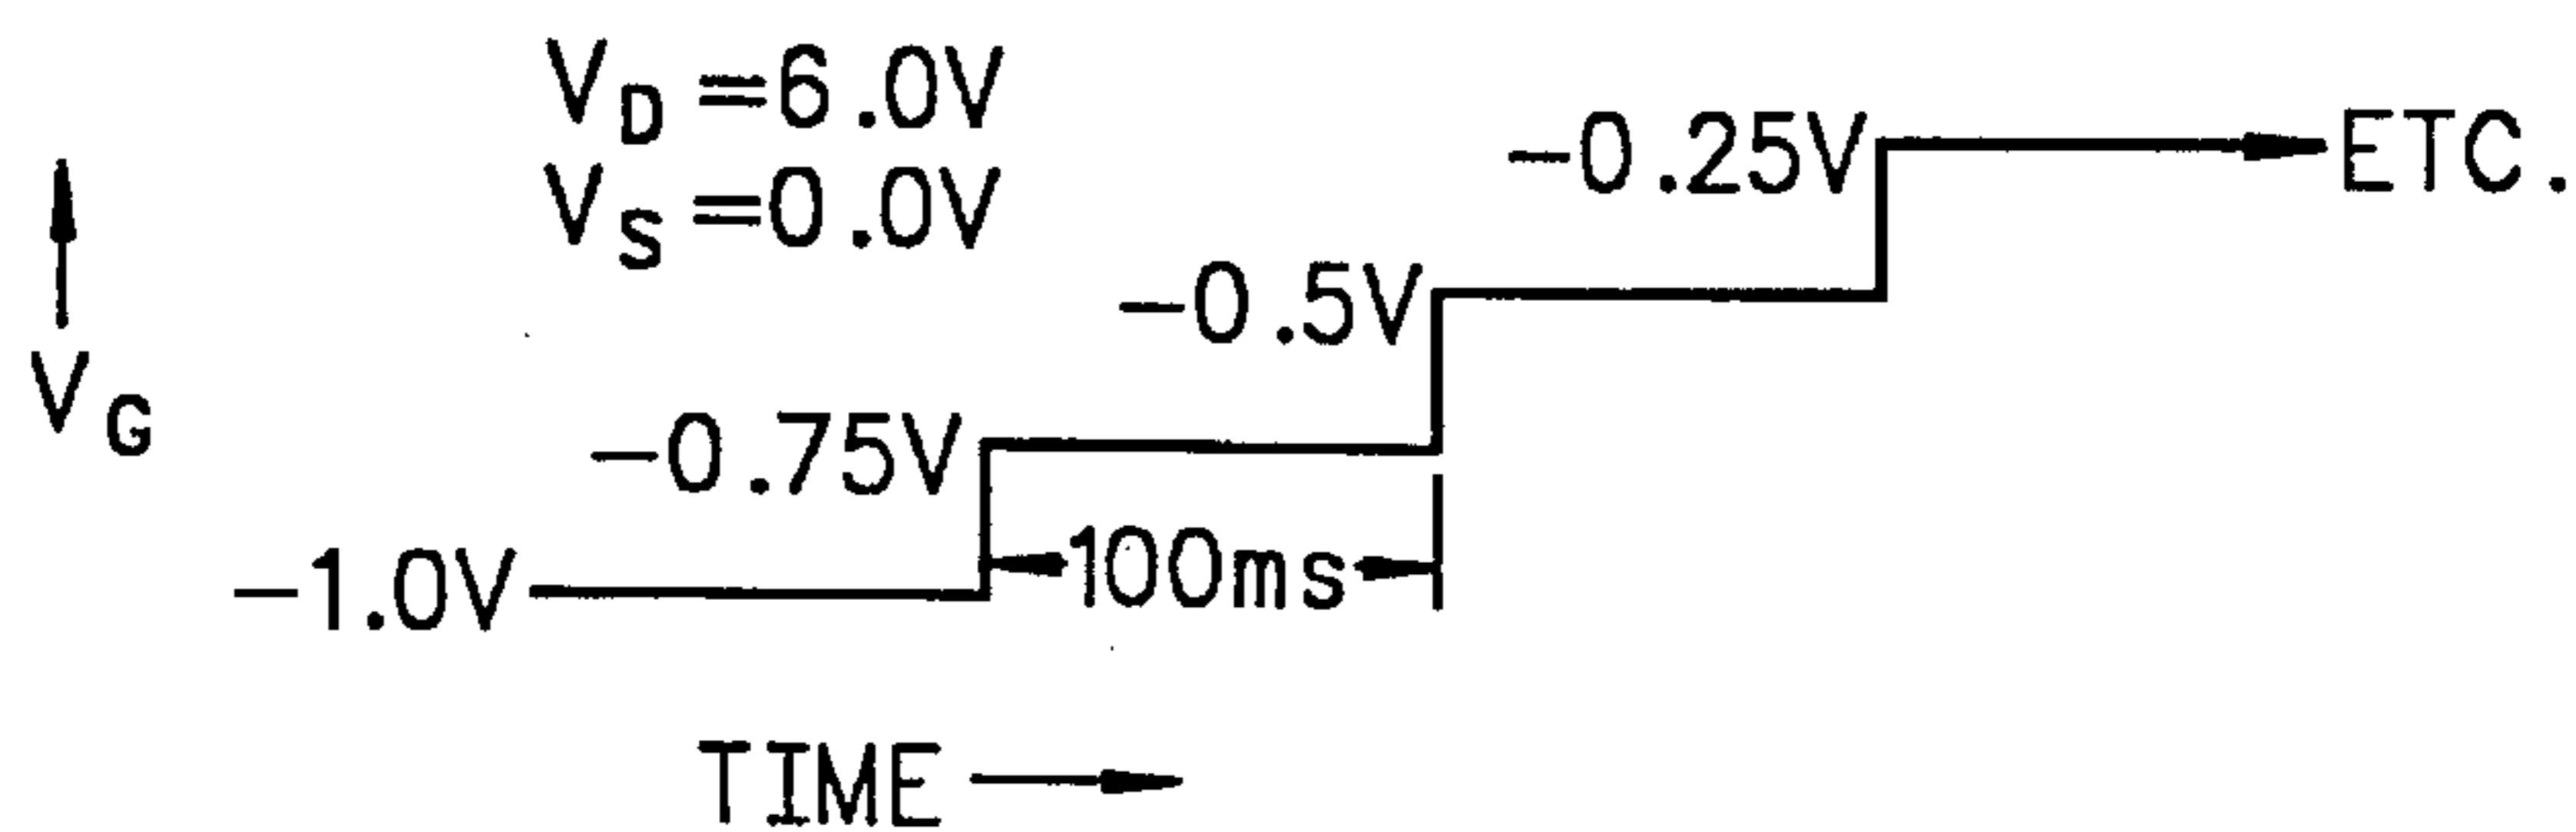 V_D=6.0V
V_S=0.0V
-0.25V
ETC.
-0.5V
V_G
-0.75V
100ms
-1.0V
TIME